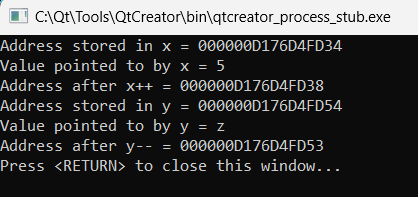 C:\Qt\Tools\QtCreator\bin\qtcreator_process_stub.exe
Address stored in x = 000000D176D4FD34
Value pointed to by x = 5
Address after x++ = 000000D176D4FD38
Address stored in y = 000000D176D4FD54
Value pointed to by y = z
Address after y-- = 000000D176D4FD53
Press <RETURN> to close this window...